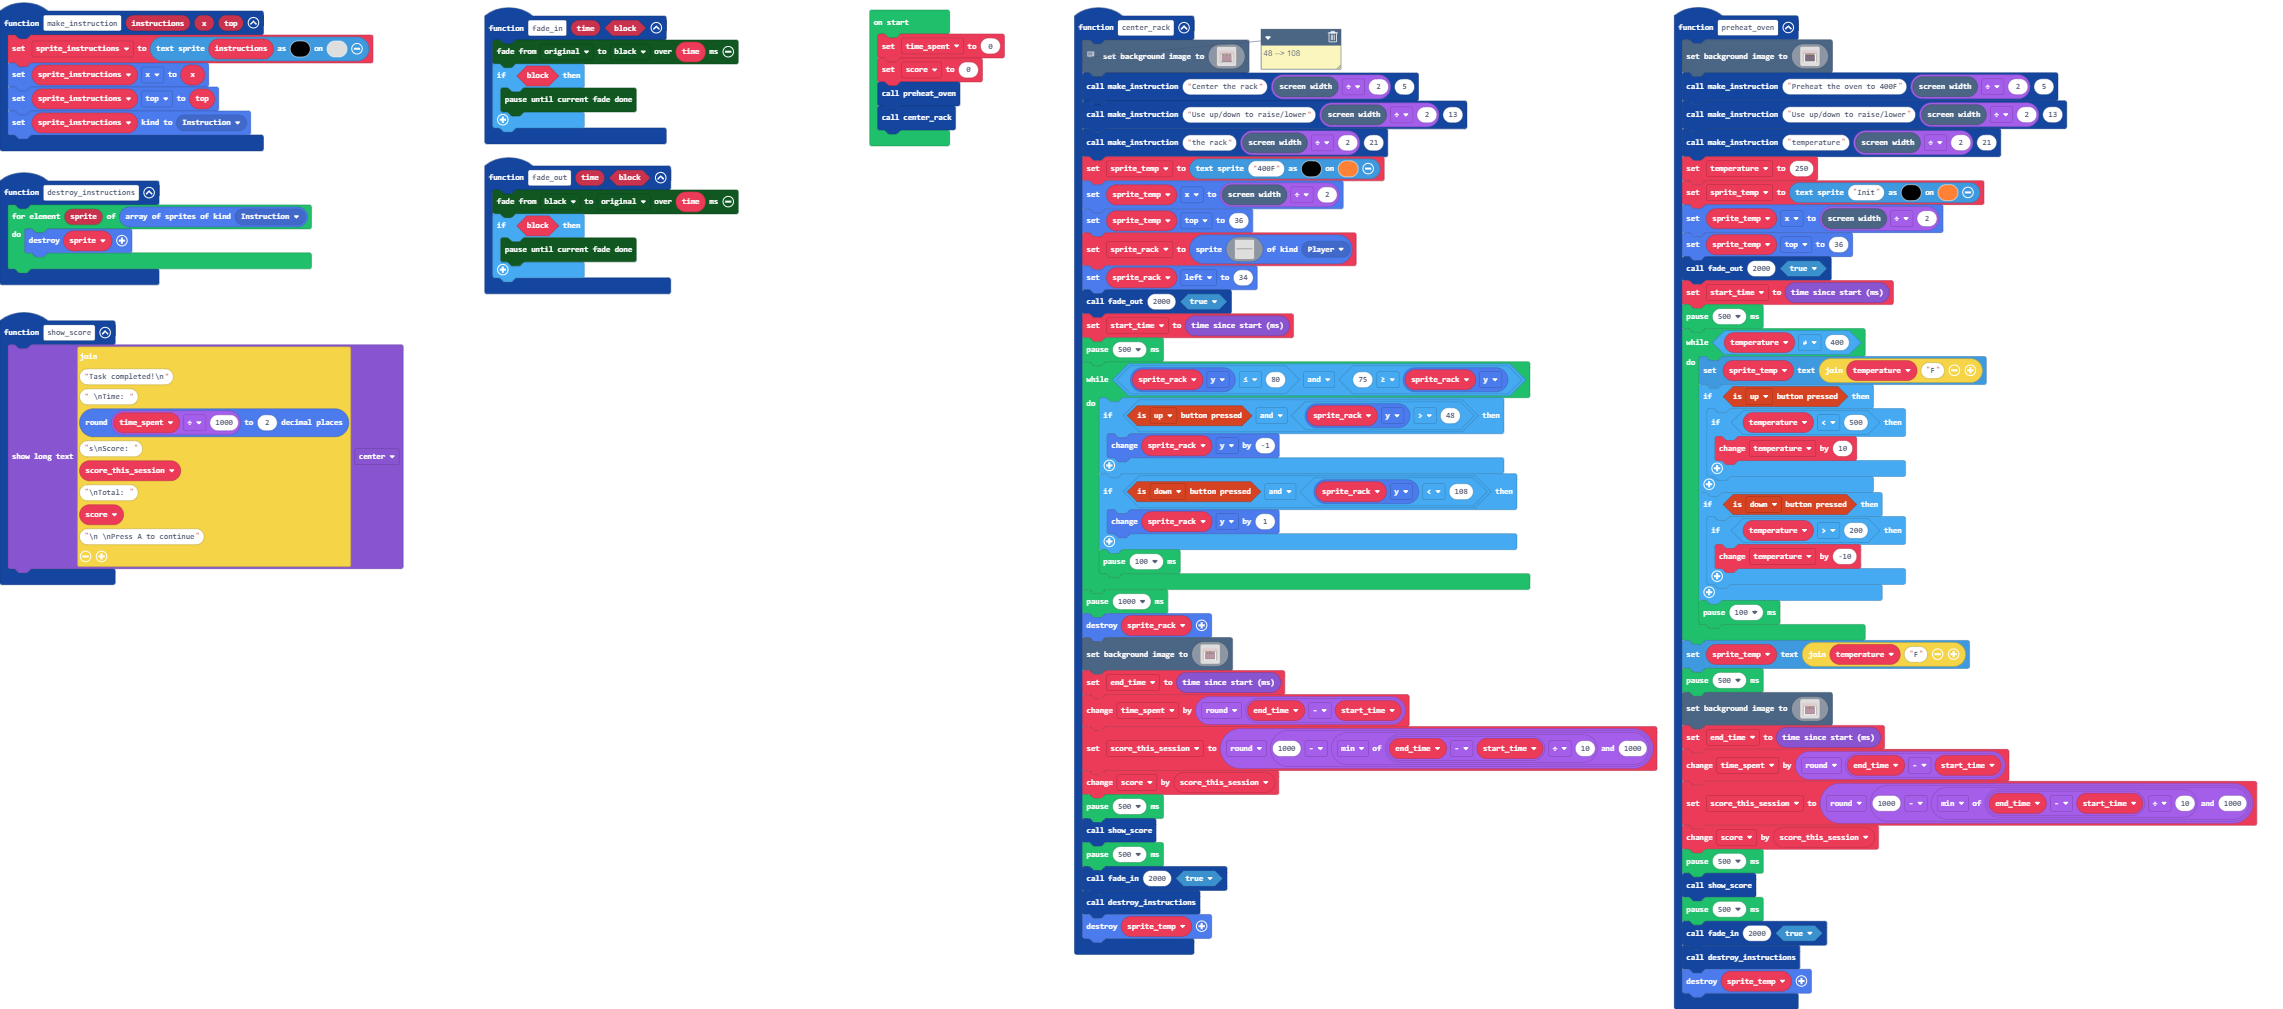 function make_instruction instructions x top
set sprite_instructions to text sprite instructions as on
set sprite_instructions x to x
set sprite_instructions top to top
set sprite_instructions kind to Instruction
function destroy_instructions
for element sprite of array of sprites of kind Instruction
do
destroy sprite
function show_score
show long text
join
"Task completed!\n"
" \nTime: "
round time_spent ÷ 1000 to 2 decimal places
"s\nScore: "
score_this_session
"\nTotal: "
score
"\n \nPress A to continue"
center
function fade_in time block
fade from original to black over time ms
if block then
pause until current fade done
function fade_out time block
fade from black to original over time ms
if block then
pause until current fade done
on start
set time_spent to 0
set score to 0
call preheat_oven
call center_rack
function center_rack
48 --> 108
set background image to
call make_instruction "Center the rack" screen width ÷ 2 5
call make_instruction "Use up/down to raise/lower" screen width ÷ 2 13
call make_instruction "the rack" screen width ÷ 2 21
set sprite_temp to text sprite "400F" as on
set sprite_temp x to screen width ÷ 2
set sprite_temp top to 36
set sprite_rack to sprite of kind Player
set sprite_rack left to 34
call fade_out 2000 true
set start_time to time since start (ms)
pause 500 ms
while sprite_rack y ≤ 80 and 75 ≥ sprite_rack y
do
if is up button pressed and sprite_rack y > 48 then
change sprite_rack y by -1
if is down button pressed and sprite_rack y < 108 then
change sprite_rack y by 1
pause 100 ms
pause 1000 ms
destroy sprite_rack
set background image to
set end_time to time since start (ms)
change time_spent by round end_time - start_time
set score_this_session to round 1000 - min of end_time - start_time ÷ 10 and 1000
change score by score_this_session
pause 500 ms
call show_score
pause 500 ms
call fade_in 2000 true
call destroy_instructions
destroy sprite_temp
function preheat_oven
set background image to
call make_instruction "Preheat the oven to 400F" screen width ÷ 2 5
call make_instruction "Use up/down to raise/lower" screen width ÷ 2 13
call make_instruction "temperature" screen width ÷ 2 21
set temperature to 250
set sprite_temp to text sprite "Init" as on
set sprite_temp x to screen width ÷ 2
set sprite_temp top to 36
call fade_out 2000 true
set start_time to time since start (ms)
pause 500 ms
while temperature ≠ 400
do
set sprite_temp text join temperature "F"
if is up button pressed then
if temperature < 500 then
change temperature by 10
if is down button pressed then
if temperature > 200 then
change temperature by -10
pause 100 ms
set sprite_temp text join temperature "F"
pause 500 ms
set background image to
set end_time to time since start (ms)
change time_spent by round end_time - start_time
set score_this_session to round 1000 - min of end_time - start_time ÷ 10 and 1000
change score by score_this_session
pause 500 ms
call show_score
pause 500 ms
call fade_in 2000 true
call destroy_instructions
destroy sprite_temp